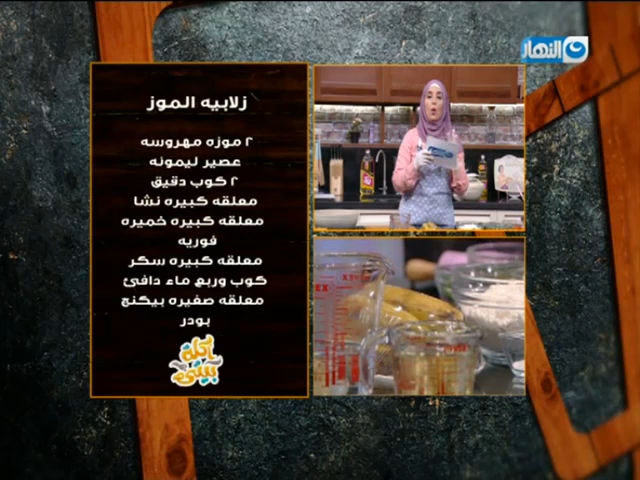 النهار
زلابيه الموز
٢ موزه مهروسه
عصير ليمونه
٢ كوب دقيق
معلقه كبيره نشا
معلقه كبيره خميره
فوريه
معلقه كبيره سكر
كوب وربع ماء دافئ
معلقه صغيره بيكنج
بودر
أكلة
بيتي